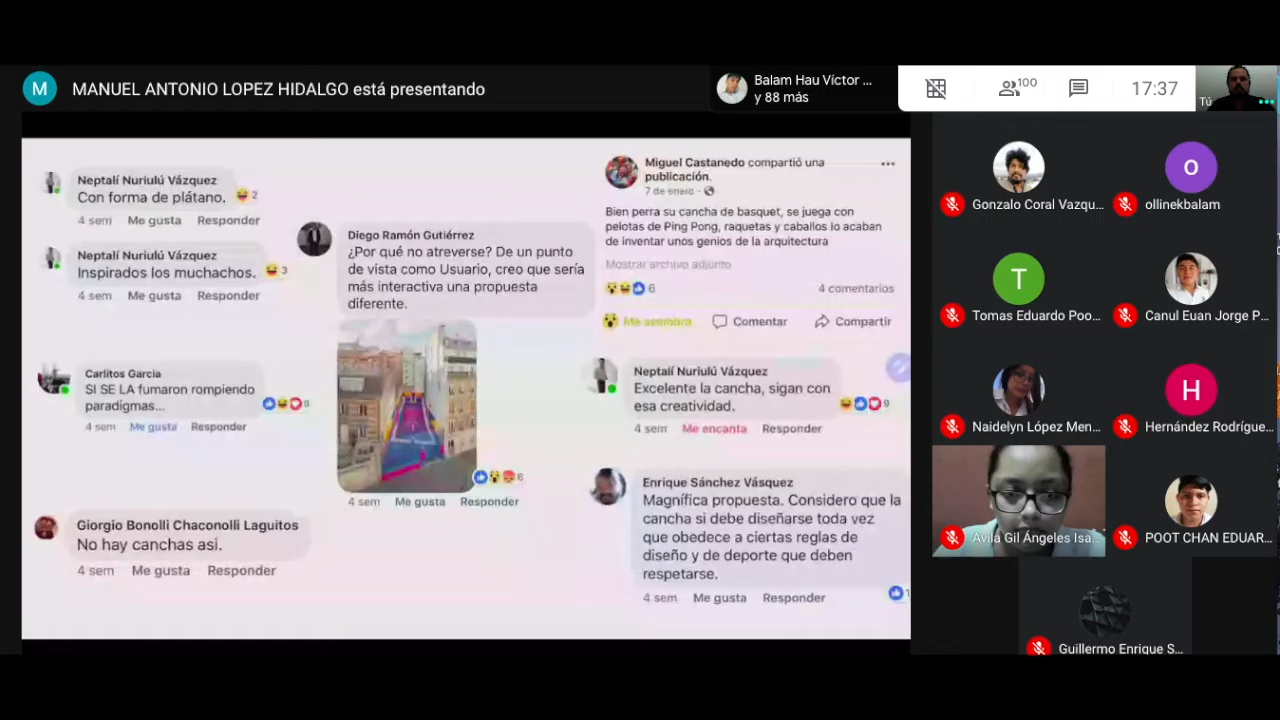 M
MANUEL ANTONIO LOPEZ HIDALGO está presentando
Balam Hau Víctor ...
y 88 más
100
17:37
Tú
Neptalí Nuriulú Vázquez
Con forma de plátano.
2
4 sem Me gusta Responder
Neptalí Nuriulú Vázquez
Inspirados los muchachos.
3
4 sem Me gusta Responder
Carlitos Garcia
SI SE LA fumaron rompiendo
paradigmas...
8
4 sem Me gusta Responder
Giorgio Bonolli Chaconolli Laguitos
No hay canchas así.
4 sem Me gusta Responder
Diego Ramón Gutiérrez
¿Por qué no atreverse? De un punto
de vista como Usuario, creo que sería
más interactiva una propuesta
diferente.
6
4 sem Me gusta Responder
Miguel Castanedo compartió una
publicación.
7 de enero
Bien perra su cancha de basquet, se juega con
pelotas de Ping Pong, raquetas y caballos lo acaban
de inventar unos genios de la arquitectura
Mostrar archivo adjunto
6
4 comentarios
Me asombra Comentar Compartir
Neptalí Nuriulú Vázquez
Excelente la cancha, sigan con
esa creatividad.
9
4 sem Me encanta Responder
Enrique Sánchez Vásquez
Magnífica propuesta. Considero que la
cancha si debe diseñarse toda vez
que obedece a ciertas reglas de
diseño y de deporte que deben
respetarse.
4 sem Me gusta Responder
1
Gonzalo Coral Vazqu...
O
ollinekbalam
T
Tomas Eduardo Poo...
Canul Euan Jorge P...
Naidelyn López Men...
H
Hernández Rodrígue...
Avila Gil Ángeles Isa...
POOT CHAN EDUAR...
Guillermo Enrique S...